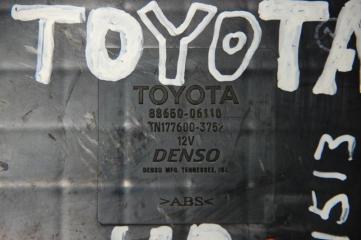 TOYOTA
TOYOTA
88650-06110
TN177600-3752
12V
DENSO
DENSO MFG. TENNESSEE, INC.
>ABS<
1513